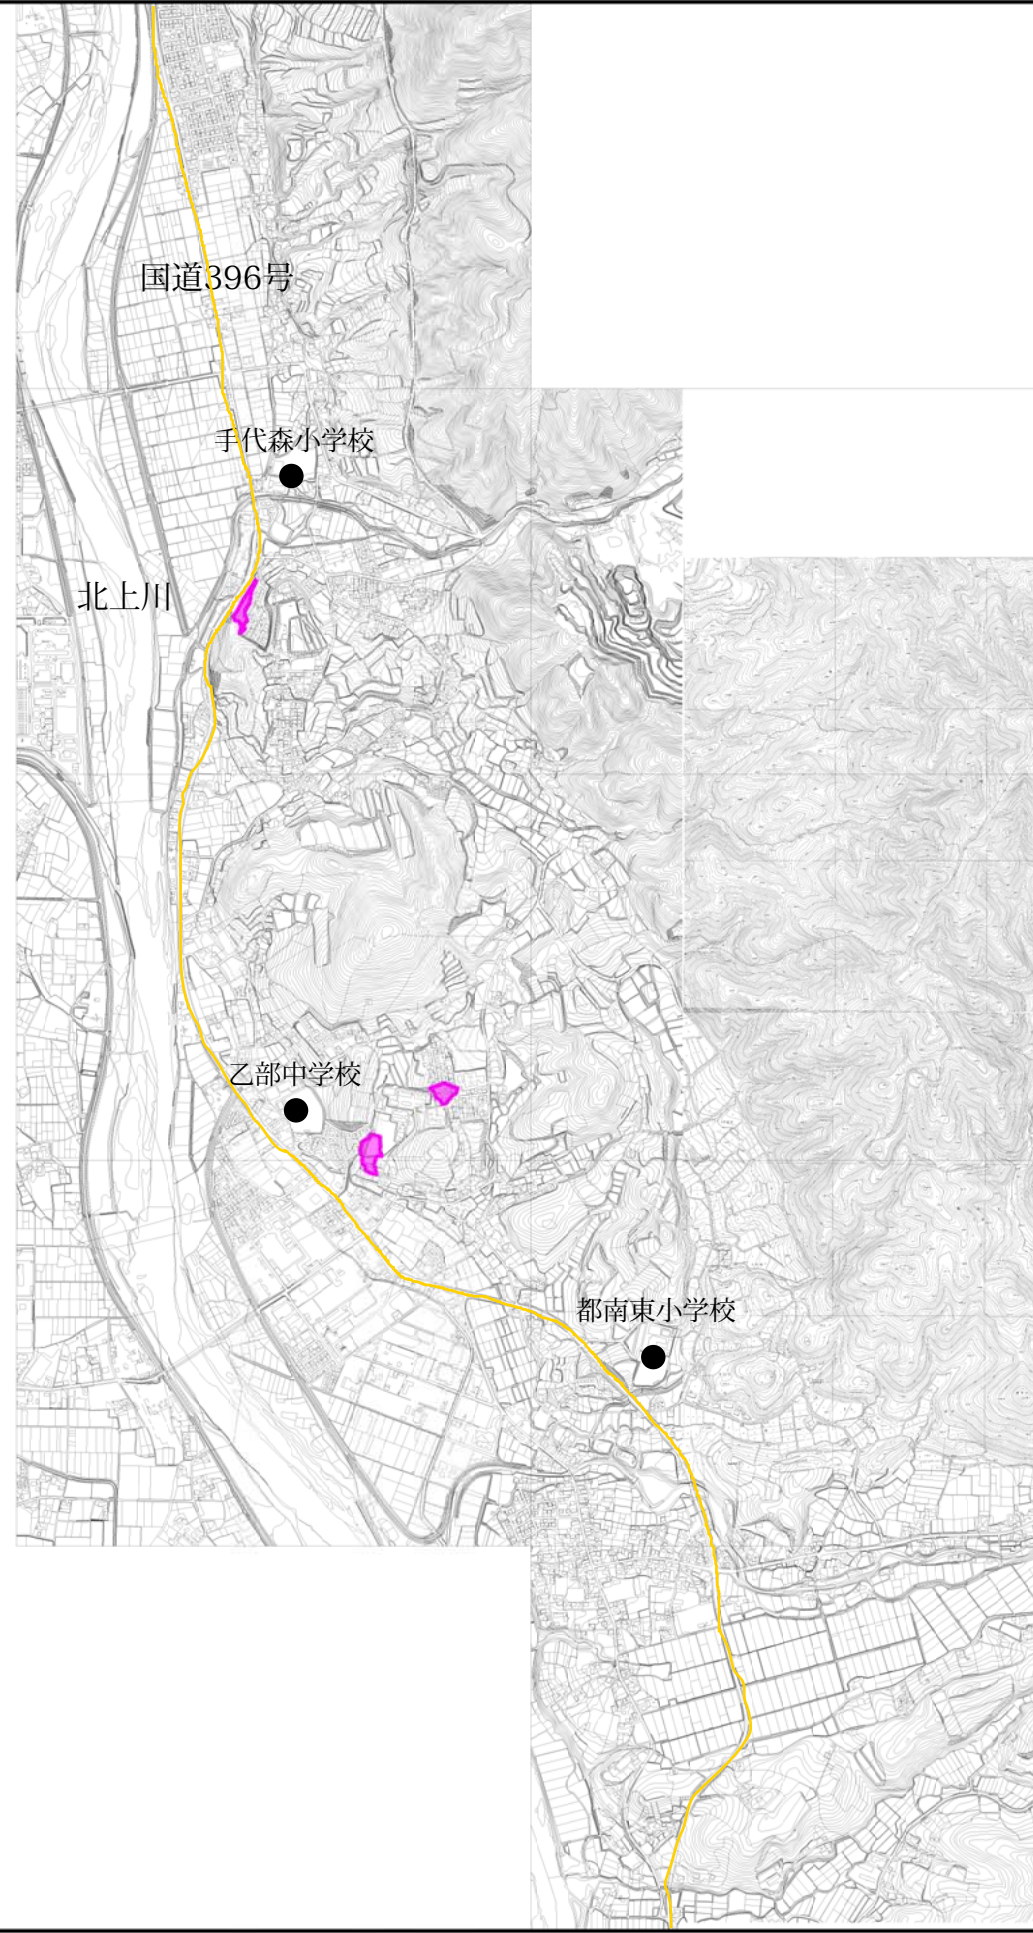 国道396号
手代森小学校
北上川
乙部中学校
都南東小学校